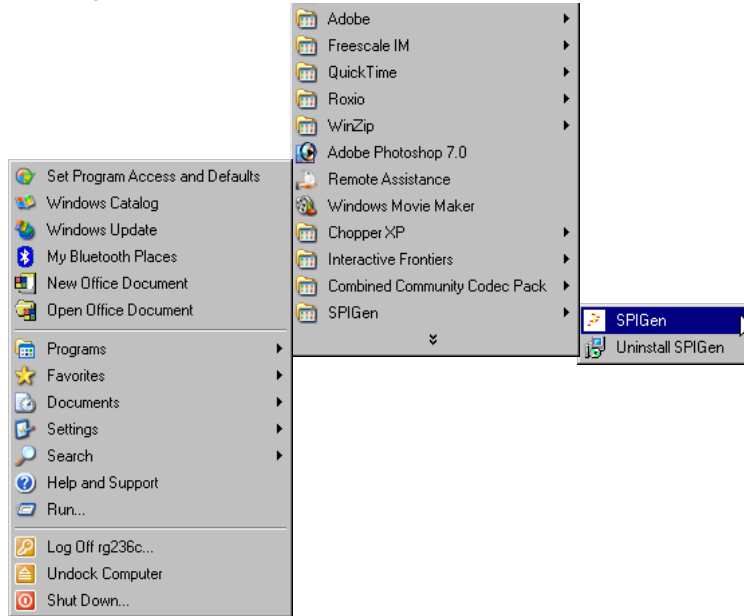 Adobe
Freescale IM
QuickTime
Roxio
WinZip
Adobe Photoshop 7.0
Remote Assistance
Windows Movie Maker
Chopper XP
Interactive Frontiers
Combined Community Codec Pack
SPIGen
Set Program Access and Defaults
Windows Catalog
Windows Update
My Bluetooth Places
New Office Document
Open Office Document
Programs
Favorites
Documents
Settings
Search
Help and Support
Run...
Log Off rg236c...
Undock Computer
Shut Down...
SPIGen
Uninstall SPIGen